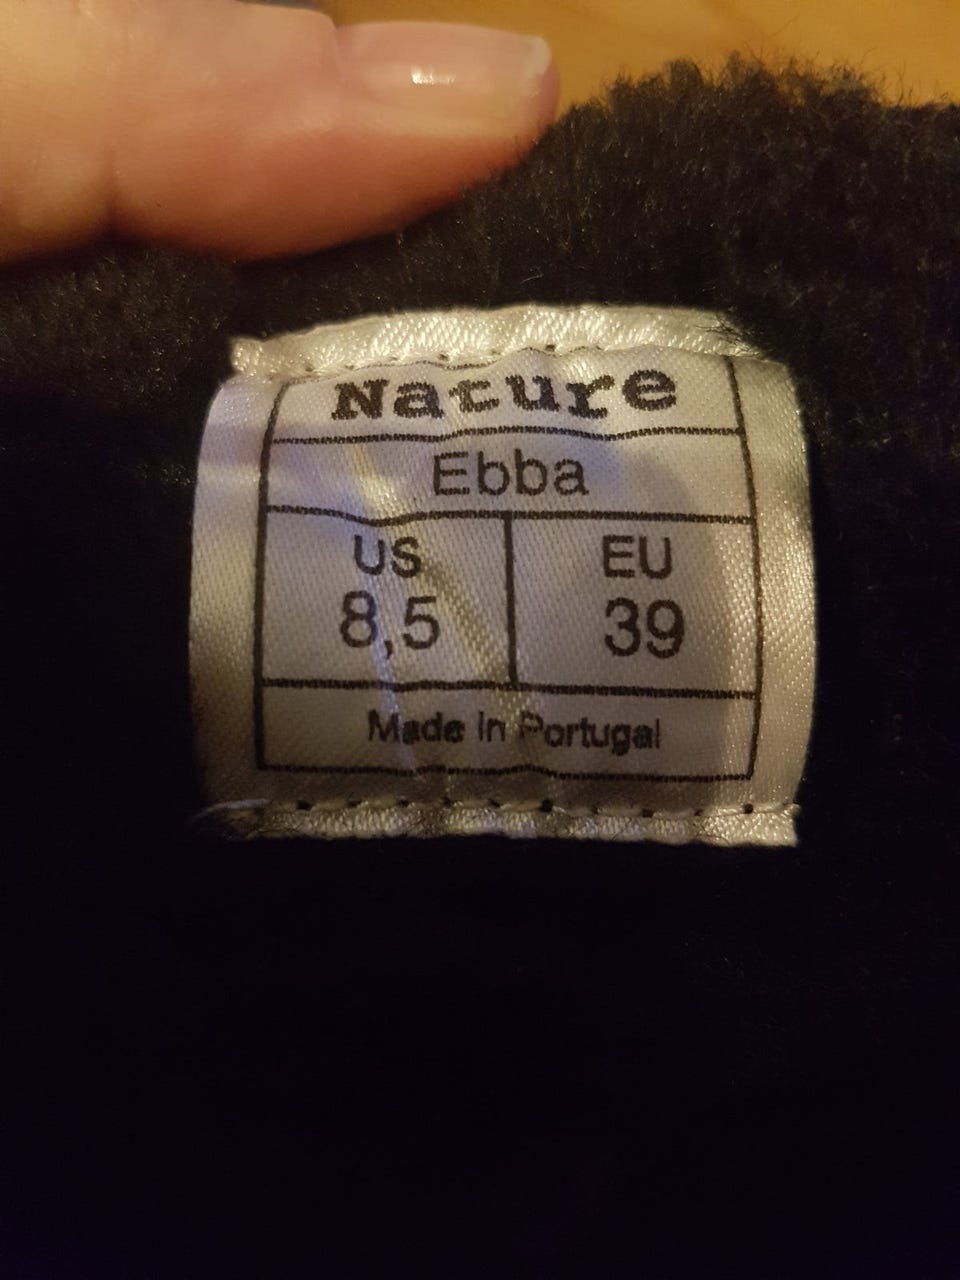 Nature
Ebba
US EU
8,5 39
Made in Portugal